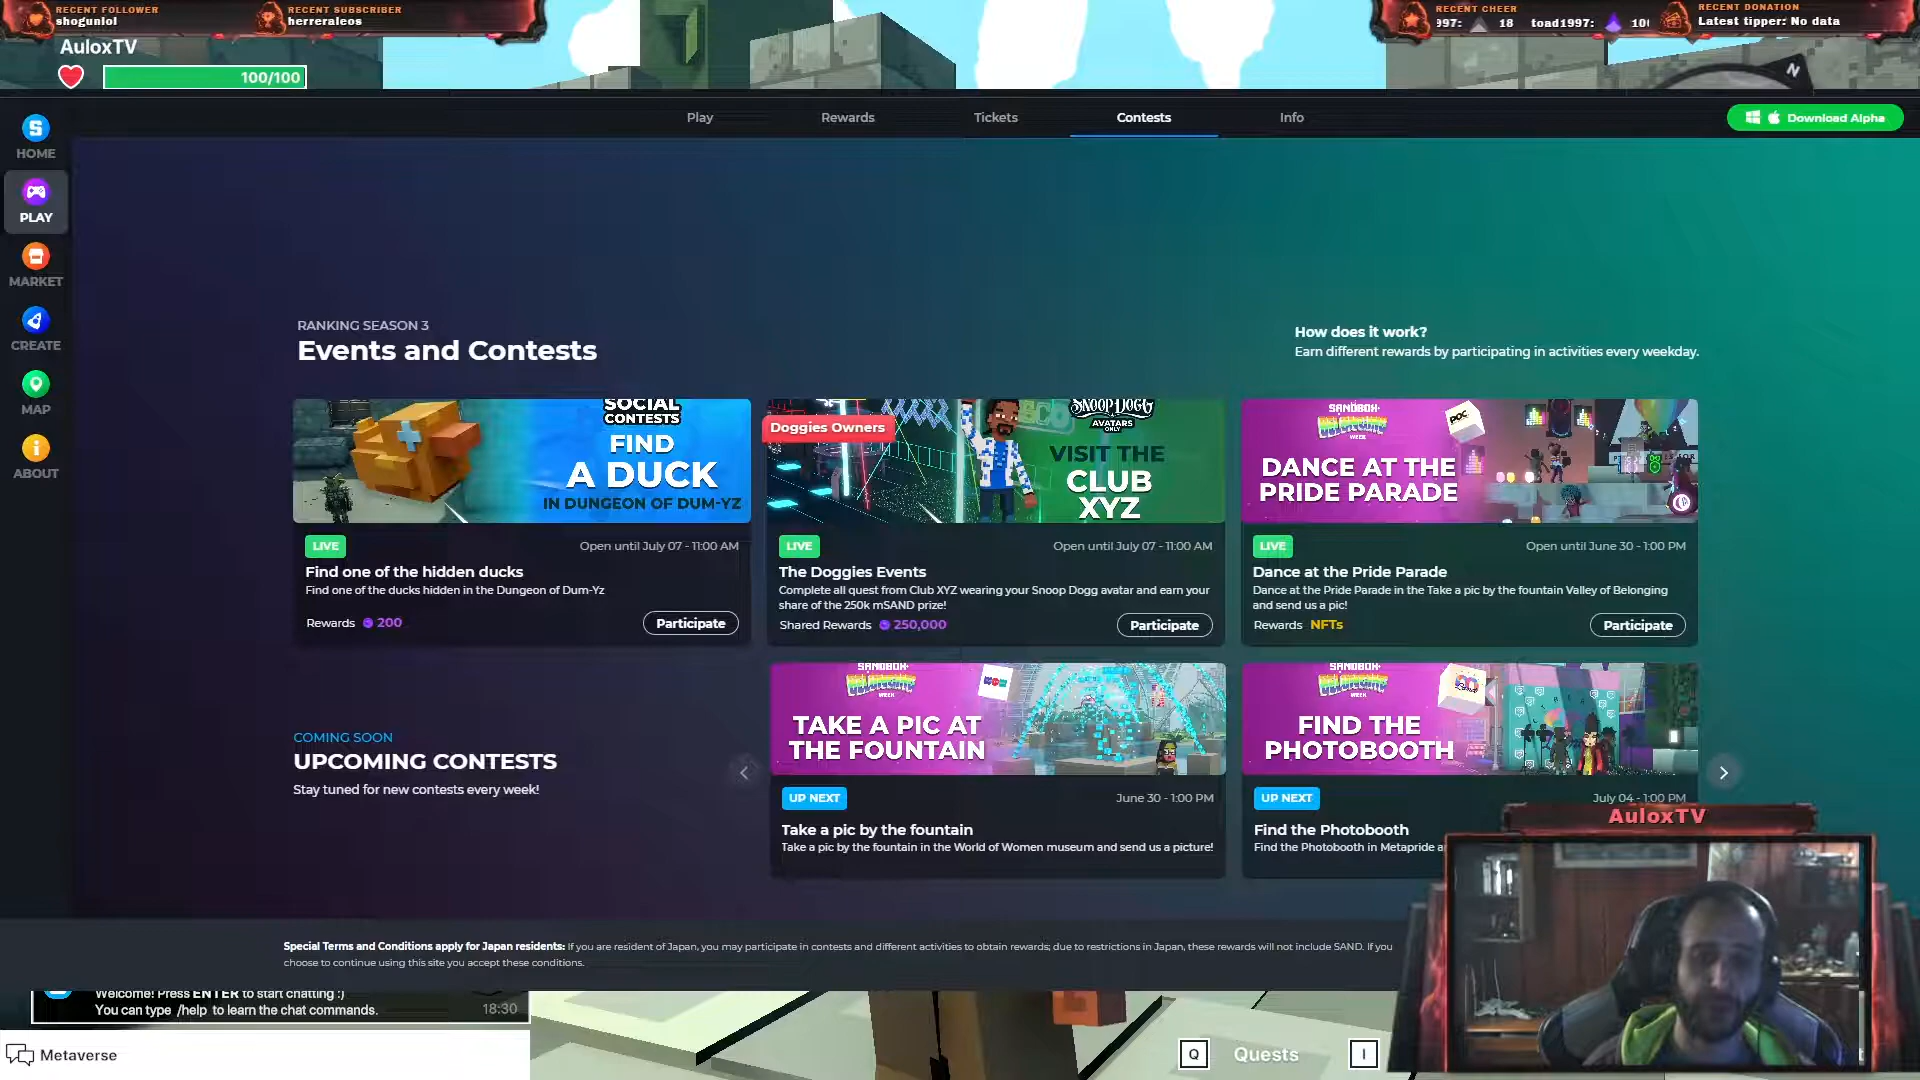 RECENT FOLLOWER
shogunlol
RECENT SUBSCRIBER
herreraleos
RECENT CHEER
997: 18 toad1997:
RECENT DONATION
Latest tipper: No data
AuloxTV
100/100
N
Play
Rewards
Tickets
Contests
Info
Download Alpha
HOME
PLAY
MARKET
CREATE
MAP
ABOUT
RANKING SEASON 3
Events and Contests
How does it work?
Earn different rewards by participating in activities every weekday.
SOCIAL
CONTESTS
FIND
A DUCK
IN DUNGEON OF DUM-YZ
LIVE
Open until July 07 - 11:00 AM
Find one of the hidden ducks
Find one of the ducks hidden in the Dungeon of Dum-Yz
Rewards 200
Participate
Doggies Owners
SNOOP DOGG
AVATARS
ONLY
VISIT THE
CLUB
XYZ
LIVE
Open until July 07 - 11:00 AM
The Doggies Events
Complete all quest from Club XYZ wearing your Snoop Dogg avatar and earn your
share of the 250k mSAND prize!
Shared Rewards 250,000
Participate
SANDBOX
BELONGING
WEEK
POC
DANCE AT THE
PRIDE PARADE
LIVE
Open until June 30 - 1:00 PM
Dance at the Pride Parade
Dance at the Pride Parade in the Take a pic by the fountain Valley of Belonging
and send us a pic!
Rewards NFTs
Participate
COMING SOON
UPCOMING CONTESTS
Stay tuned for new contests every week!
SANDBOX
BELONGING
WEEK
TAKE A PIC AT
THE FOUNTAIN
UP NEXT
June 30 - 1:00 PM
Take a pic by the fountain
Take a pic by the fountain in the World of Women museum and send us a picture!
SANDBOX
BELONGING
WEEK
FIND THE
PHOTOBOOTH
UP NEXT
July 04 - 1:00 PM
Find the Photobooth
Find the Photobooth in Metapride
AuloxTV
Special Terms and Conditions apply for Japan residents: If you are resident of Japan, you may participate in contests and different activities to obtain rewards; due to restrictions in Japan, these rewards will not include SAND. If you
choose to continue using this site you accept these conditions.
Welcome! Press ENTER to start chatting :)
You can type /help to learn the chat commands.
18:30
Metaverse
Q
Quests
I